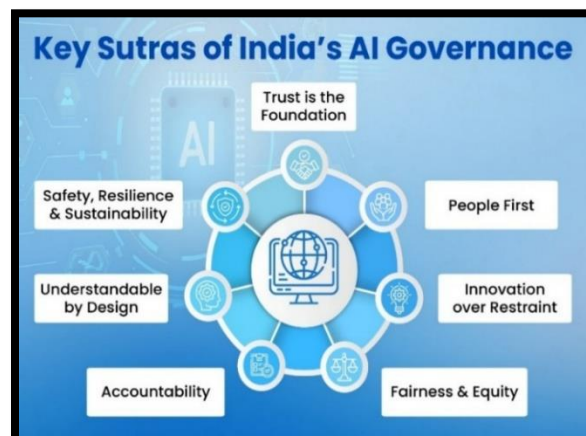 Key Sutras of India's AI Governance
AI
Trust is the
Foundation
Safety, Resilience
& Sustainability
People First
Understandable
by Design
Innovation
over Restraint
Accountability
Fairness & Equity